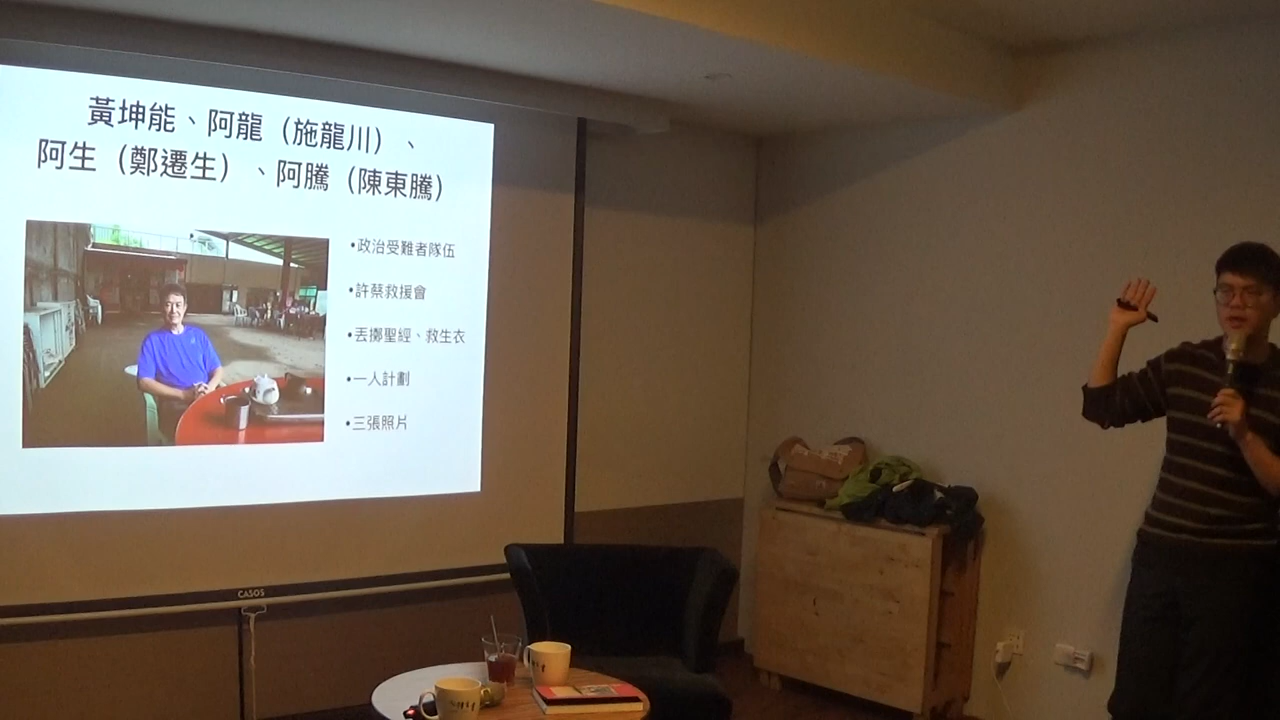 黃坤能、阿龍（施龍川）、
阿生（鄭遷生）、阿騰（陳東騰）
•政治受難者隊伍
•許蔡救援會
•丟擲聖經、救生衣
•一人計劃
•三張照片
CASOS